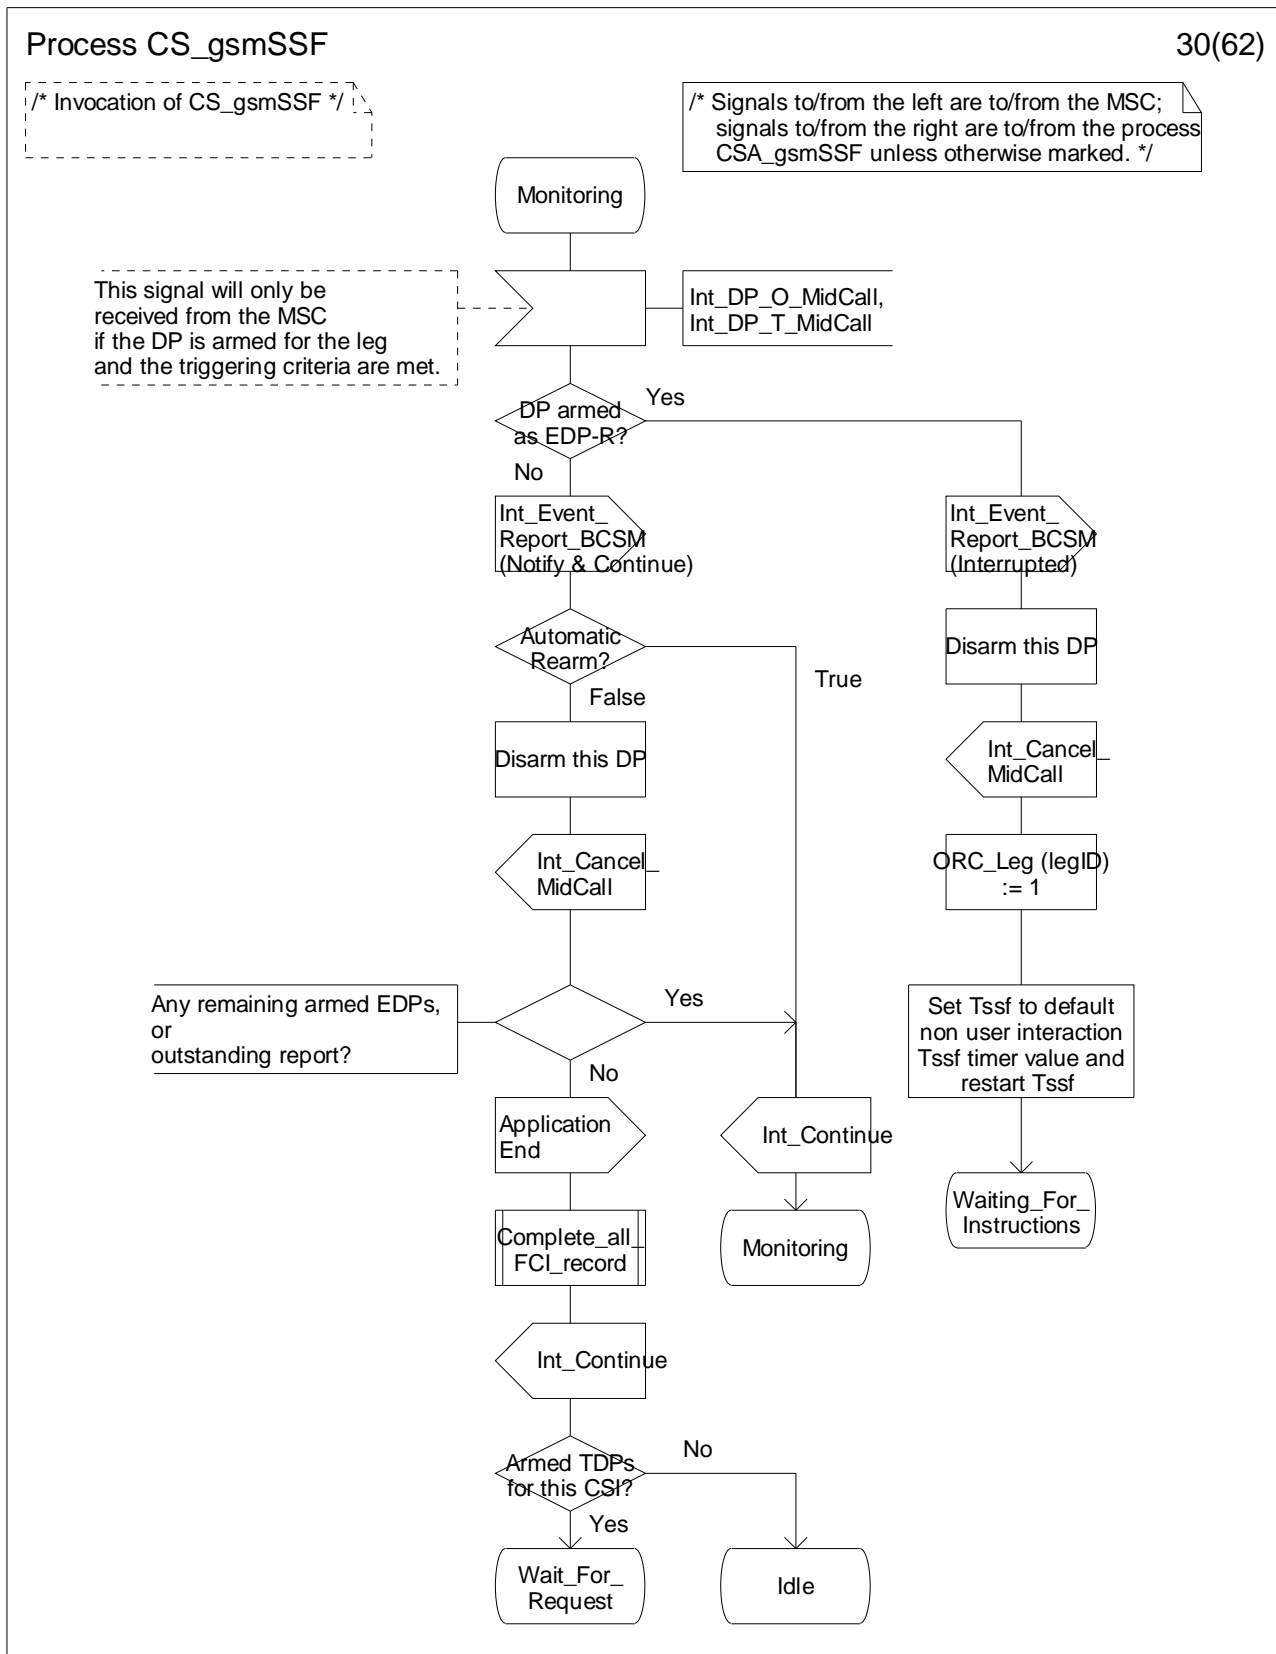 Process CS_gsmSSF
30(62)
/* Invocation of CS_gsmSSF */
/* Signals to/from the left are to/from the MSC;
signals to/from the right are to/from the process
CSA_gsmSSF unless otherwise marked. */
Monitoring
This signal will only be
received from the MSC
if the DP is armed for the leg
and the triggering criteria are met.
Int_DP_O_MidCall,
Int_DP_T_MidCall
DP armed
as EDP-R?
Yes
No
Int_Event_
Report_BCSM
(Notify & Continue)
Int_Event_
Report_BCSM
(Interrupted)
Automatic
Rearm?
True
False
Disarm this DP
Disarm this DP
Int_Cancel_
MidCall
Int_Cancel_
MidCall
ORC_Leg (legID)
:= 1
Any remaining armed EDPs,
or
outstanding report?
Yes
No
Set Tssf to default
non user interaction
Tssf timer value and
restart Tssf
Application
End
Int_Continue
Waiting_For_
Instructions
Complete_all_
FCI_record
Monitoring
Int_Continue
Armed TDPs
for this CSI?
No
Yes
Wait_For_
Request
Idle